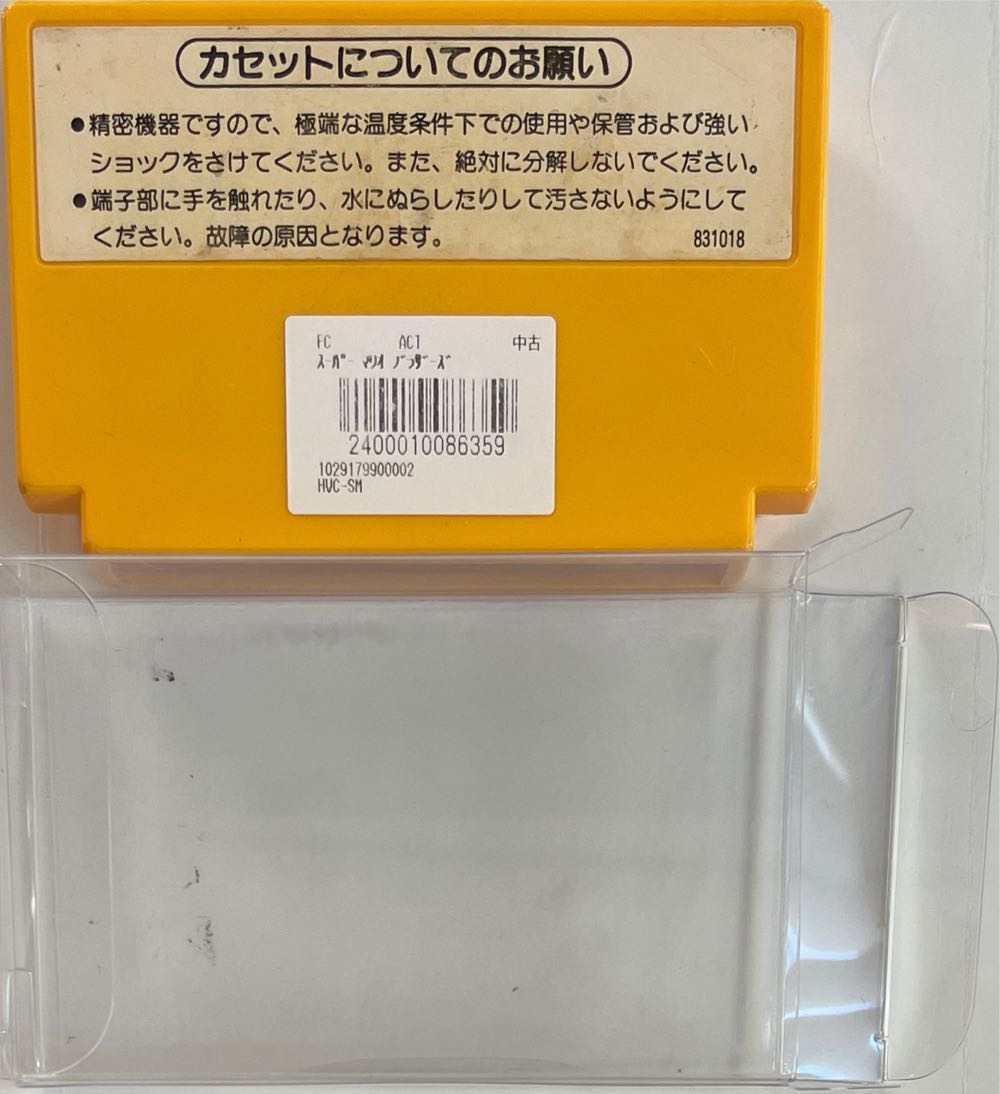 カセットについてのお願い
●精密機器ですので、極端な温度条件下での使用や保管および強い
ショックをさけてください。また、絶対に分解しないでください。
●端子部に手を触れたり、水にぬらしたりして汚さないようにして
ください。故障の原因となります。 831018
FC ACT 中古
ｽｰﾊﾟｰ ﾏﾘｵ ﾌﾞﾗｻﾞｰｽﾞ
2400010086359
1029179900002
HVC-SM